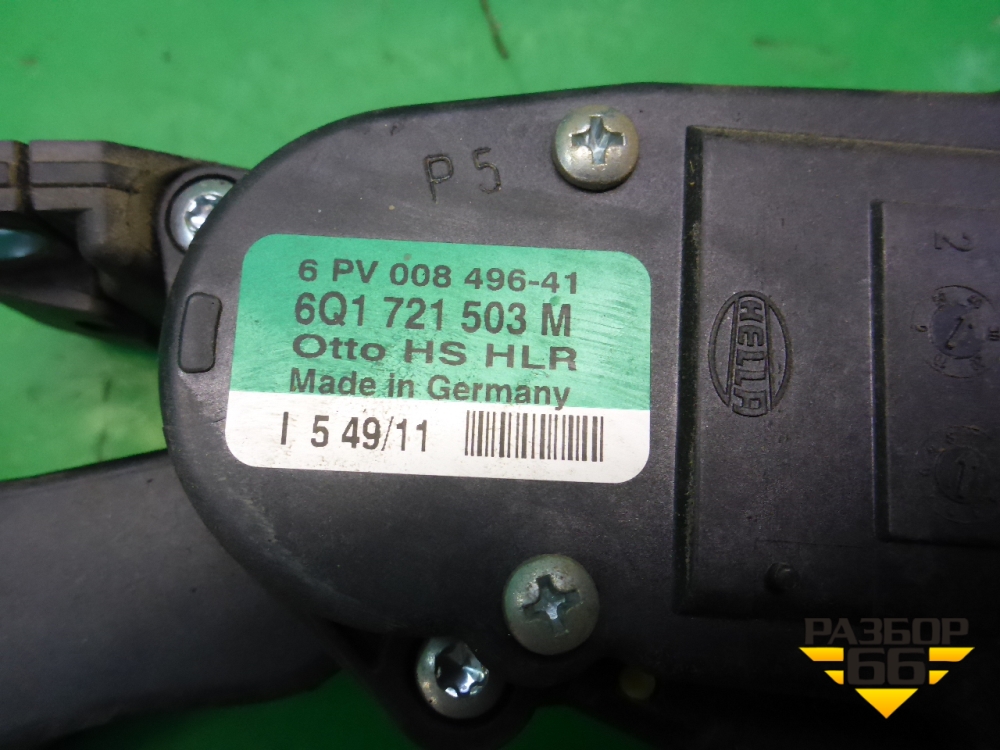 P5
6 PV 008 496-41
6Q1 721 503 M
Otto HS HLR
Made in Germany
I 5 49/11
HELLA
2
РАЗБОР
66